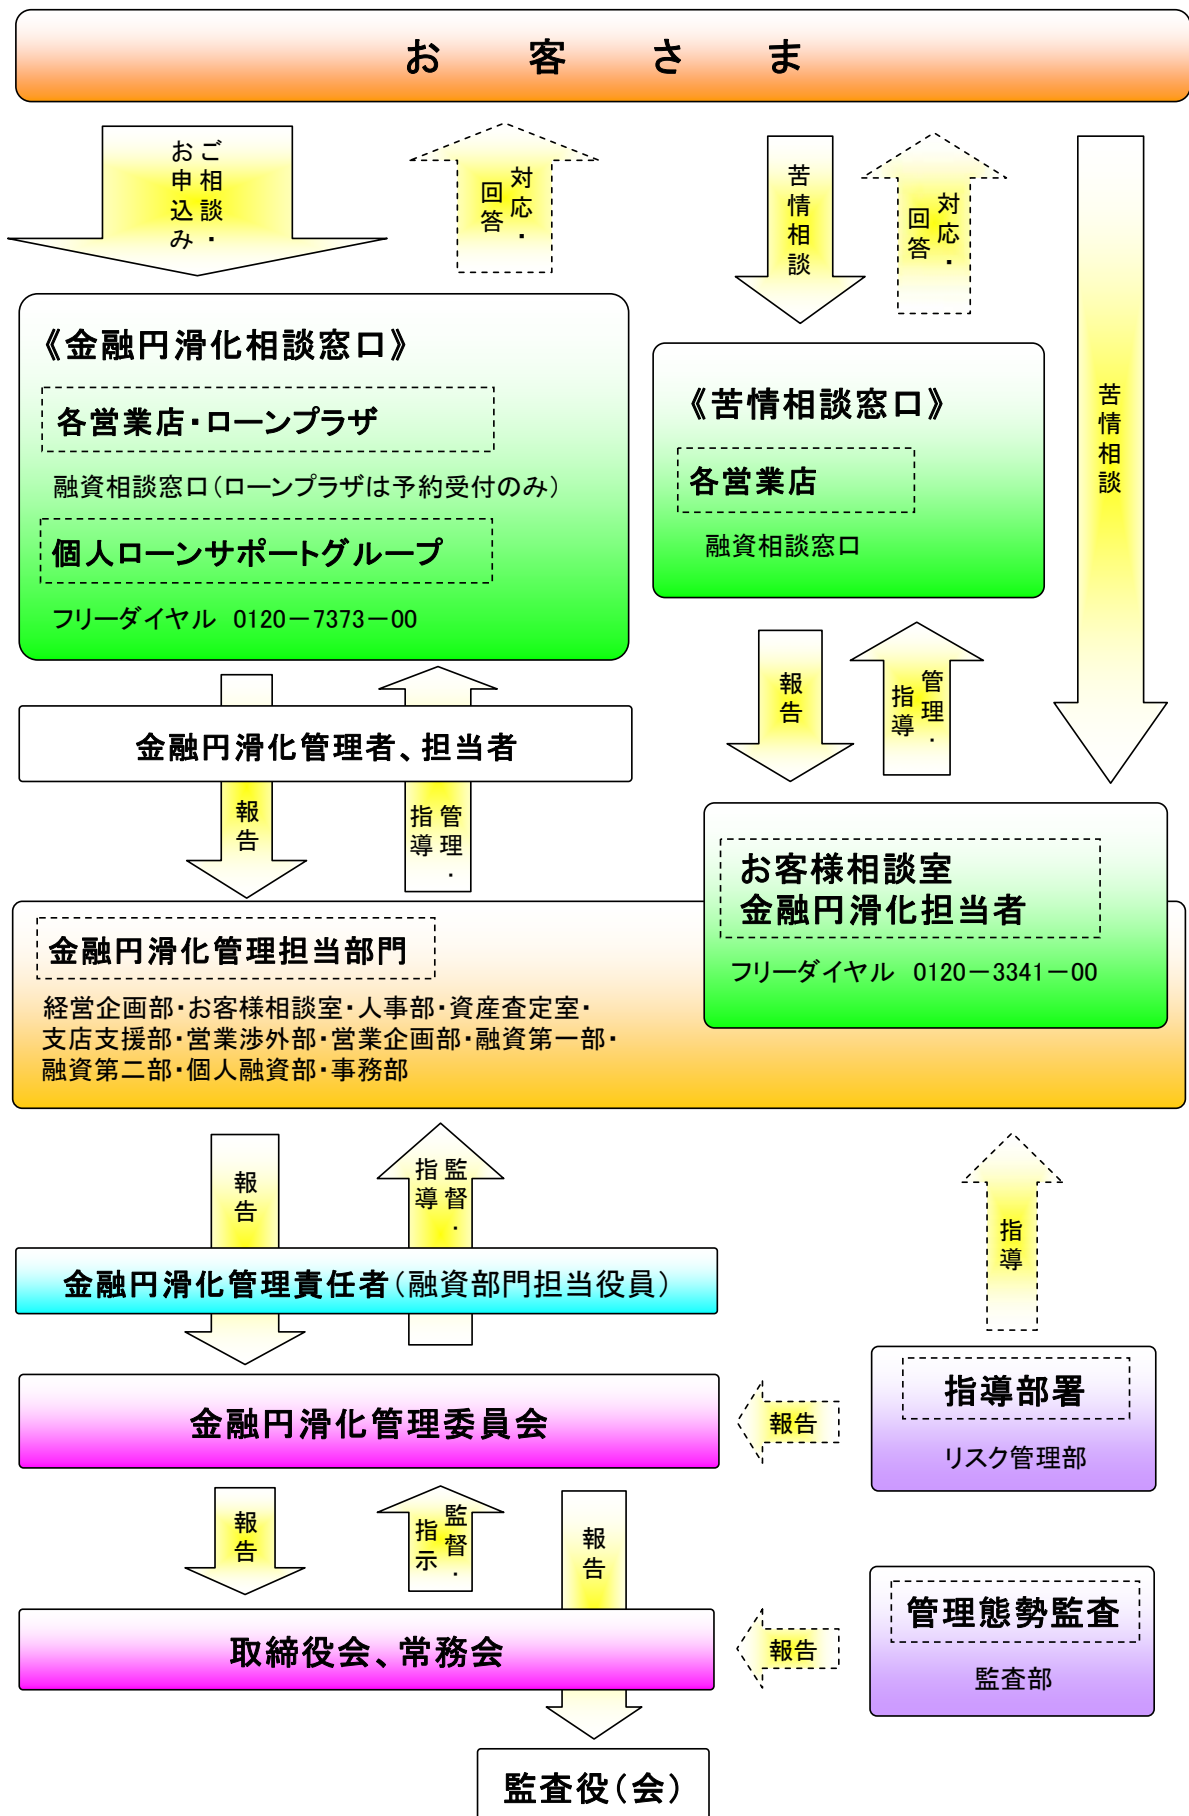 お客さま
ご相談・
お申込み
対応・
回答
苦情相談
対応・
回答
苦情相談
《金融円滑化相談窓口》
各営業店・ローンプラザ
融資相談窓口(ローンプラザは予約受付のみ)
個人ローンサポートグループ
フリーダイヤル 0120-7373-00
《苦情相談窓口》
各営業店
融資相談窓口
報告
管理・
指導
金融円滑化管理者、担当者
報告
管理・
指導
お客様相談室
金融円滑化担当者
フリーダイヤル 0120-3341-00
金融円滑化管理担当部門
経営企画部・お客様相談室・人事部・資産査定室・
支店支援部・営業渉外部・営業企画部・融資第一部・
融資第二部・個人融資部・事務部
報告
監督・
指導
指導
金融円滑化管理責任者(融資部門担当役員)
金融円滑化管理委員会
報告
指導部署
リスク管理部
報告
監督・
指示
報告
取締役会、常務会
報告
管理態勢監査
監査部
監査役(会)